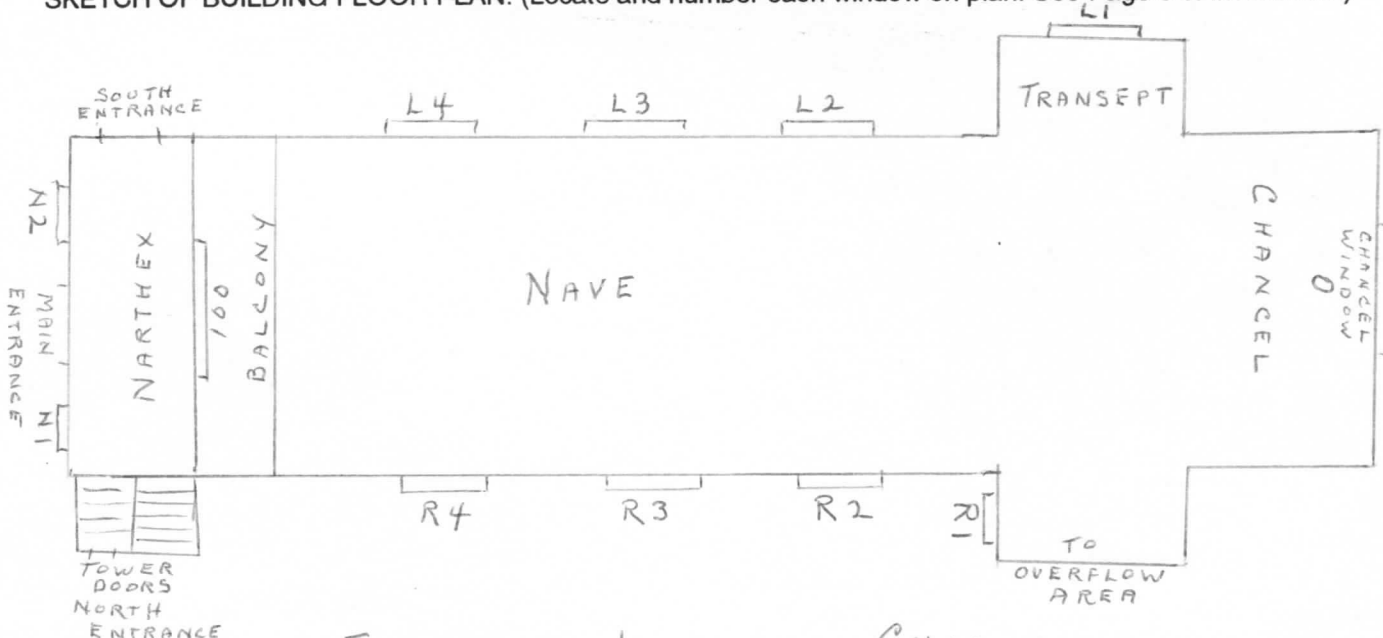 SKETCH OF BUILDING FLOOR PLAN: (Locate and number each window on plan.
L1
SOUTH
ENTRANCE
L4
L3
L2
TRANSEPT
N2
NARTHEX
100
BALCONY
NAVE
CHANCEL
CHANCEL
WINDOW
0
MAIN
ENTRANCE
N1
R4
R3
R2
R1
TO
OVERFLOW
AREA
TOWER
DOORS
NORTH
ENTRANCE